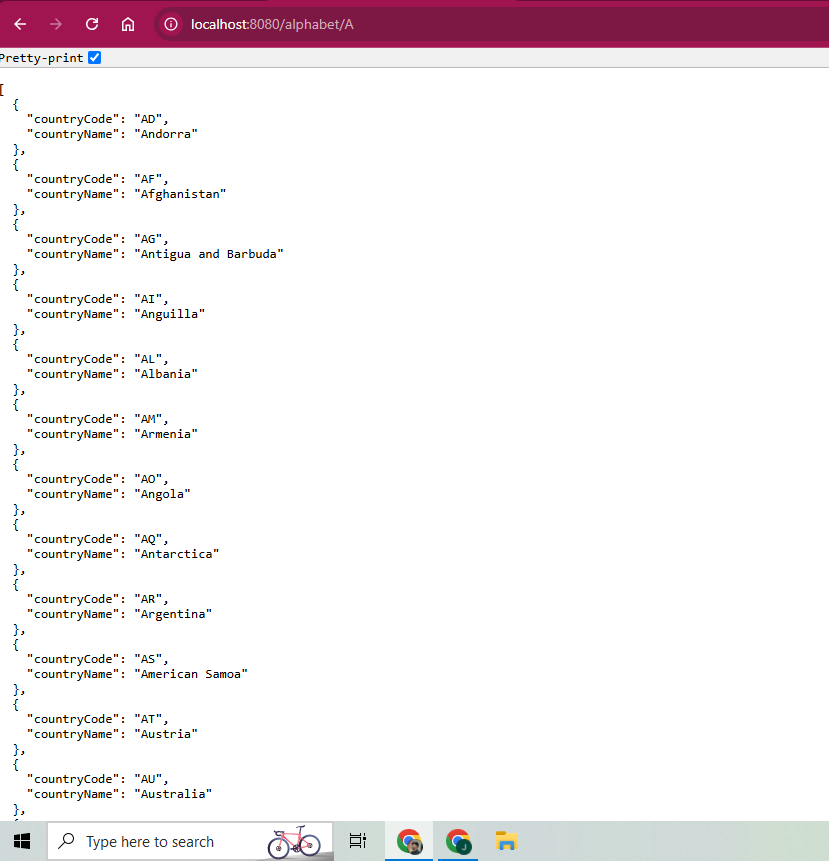 localhost:8080/alphabet/A
Pretty-print
[
{
"countryCode": "AD",
"countryName": "Andorra"
},
{
"countryCode": "AF",
"countryName": "Afghanistan"
},
{
"countryCode": "AG",
"countryName": "Antigua and Barbuda"
},
{
"countryCode": "AI",
"countryName": "Anguilla"
},
{
"countryCode": "AL",
"countryName": "Albania"
},
{
"countryCode": "AM",
"countryName": "Armenia"
},
{
"countryCode": "AO",
"countryName": "Angola"
},
{
"countryCode": "AQ",
"countryName": "Antarctica"
},
{
"countryCode": "AR",
"countryName": "Argentina"
},
{
"countryCode": "AS",
"countryName": "American Samoa"
},
{
"countryCode": "AT",
"countryName": "Austria"
},
{
"countryCode": "AU",
"countryName": "Australia"
},
{
Type here to search
J